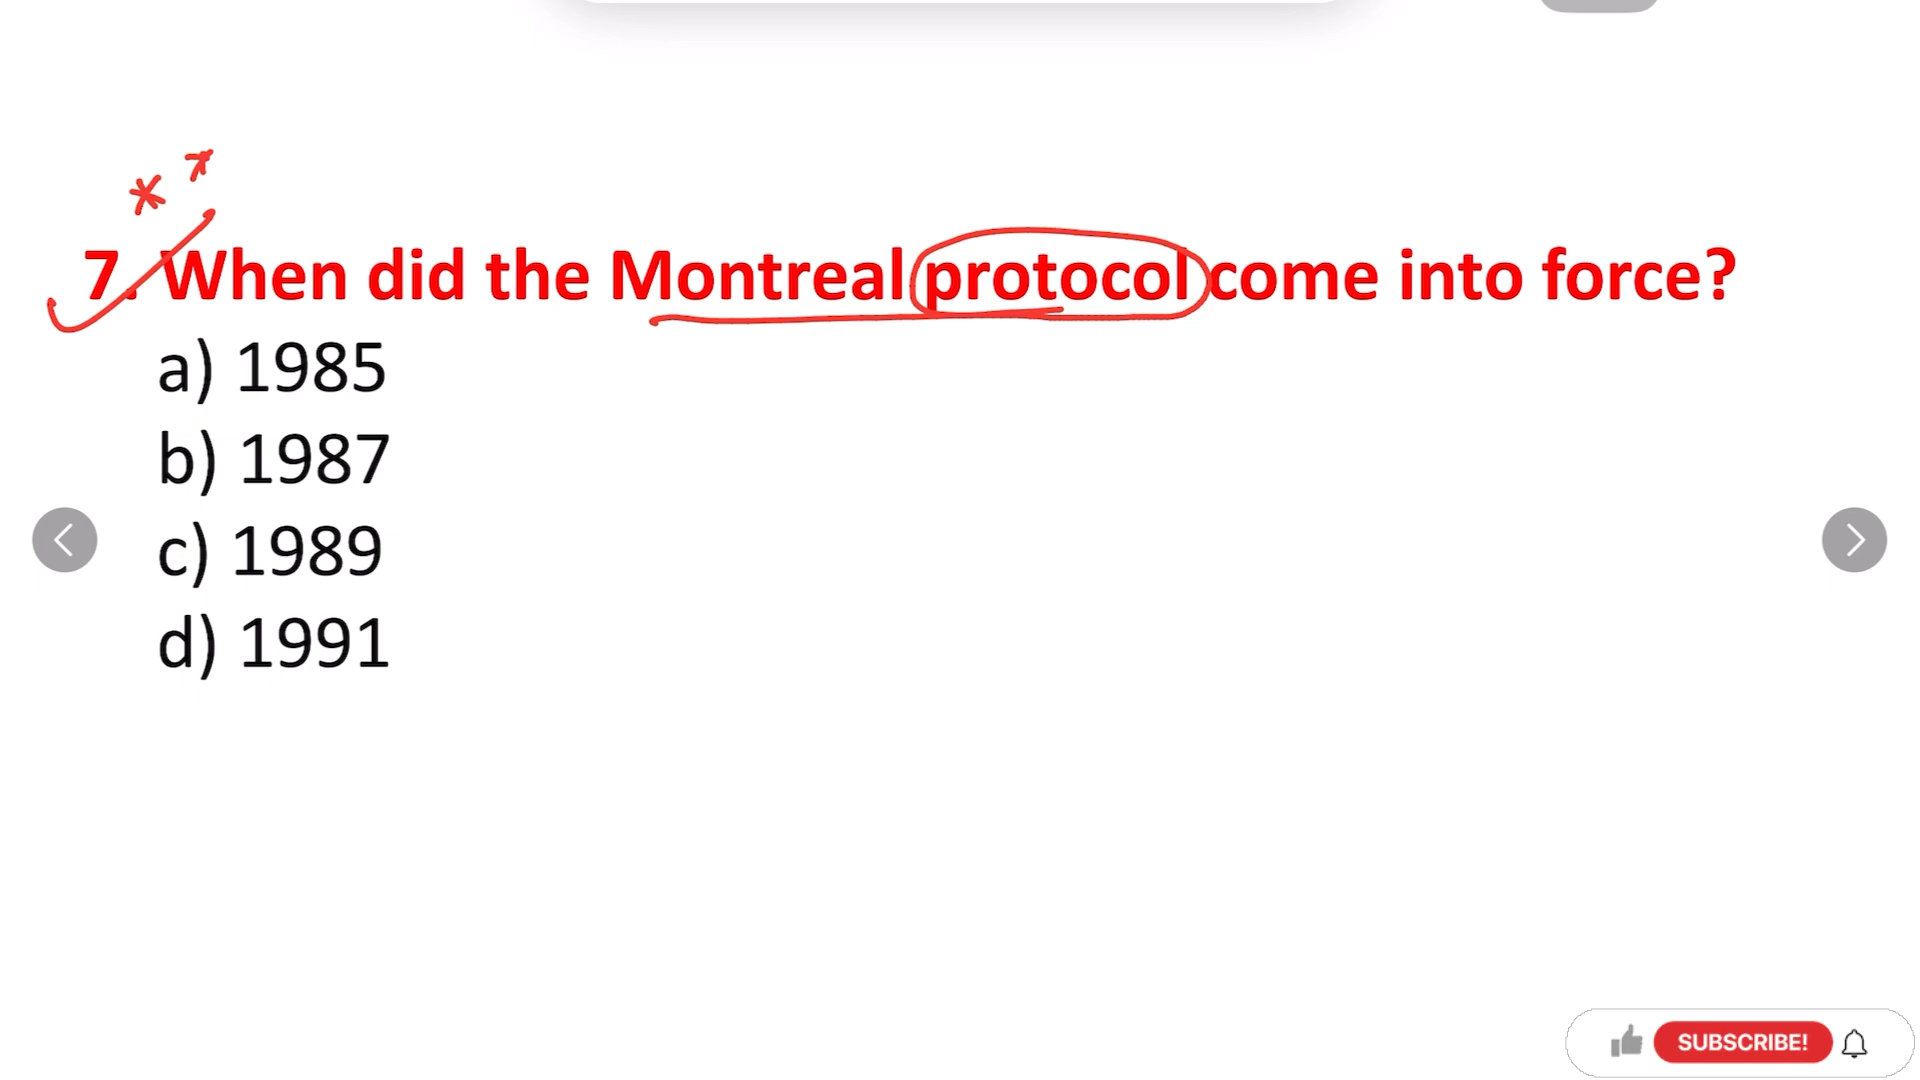 * *
7. When did the Montreal protocol come into force?
a) 1985
b) 1987
c) 1989
d) 1991
SUBSCRIBE!